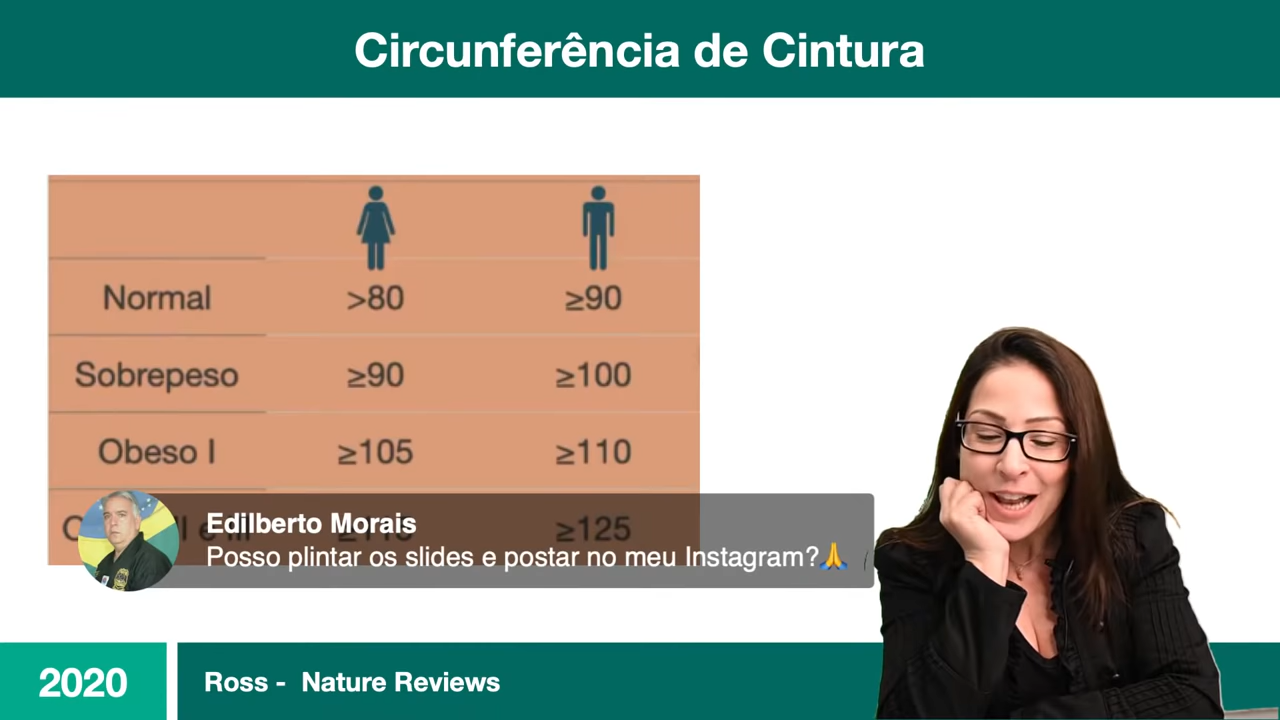 Circunferência de Cintura
Normal >80 ≥90
Sobrepeso ≥90 ≥100
Obeso I ≥105 ≥110
≥125
Edilberto Morais
Posso plintar os slides e postar no meu Instagram?🙏
2020 Ross - Nature Reviews